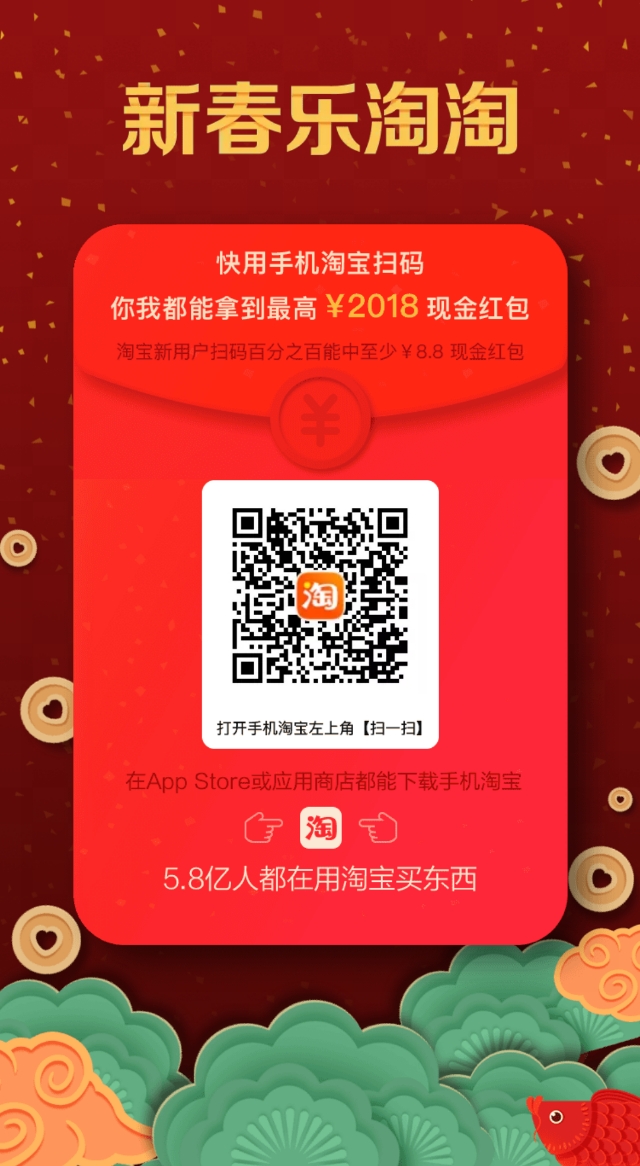 新春乐淘淘
快用手机淘宝扫码
你我都能拿到最高¥2018现金红包
淘宝新用户扫码百分之百能中至少¥8.8 现金红包
¥
淘
打开手机淘宝左上角【扫一扫】
在App Store或应用商店都能下载手机淘宝
淘
5.8亿人都在用淘宝买东西